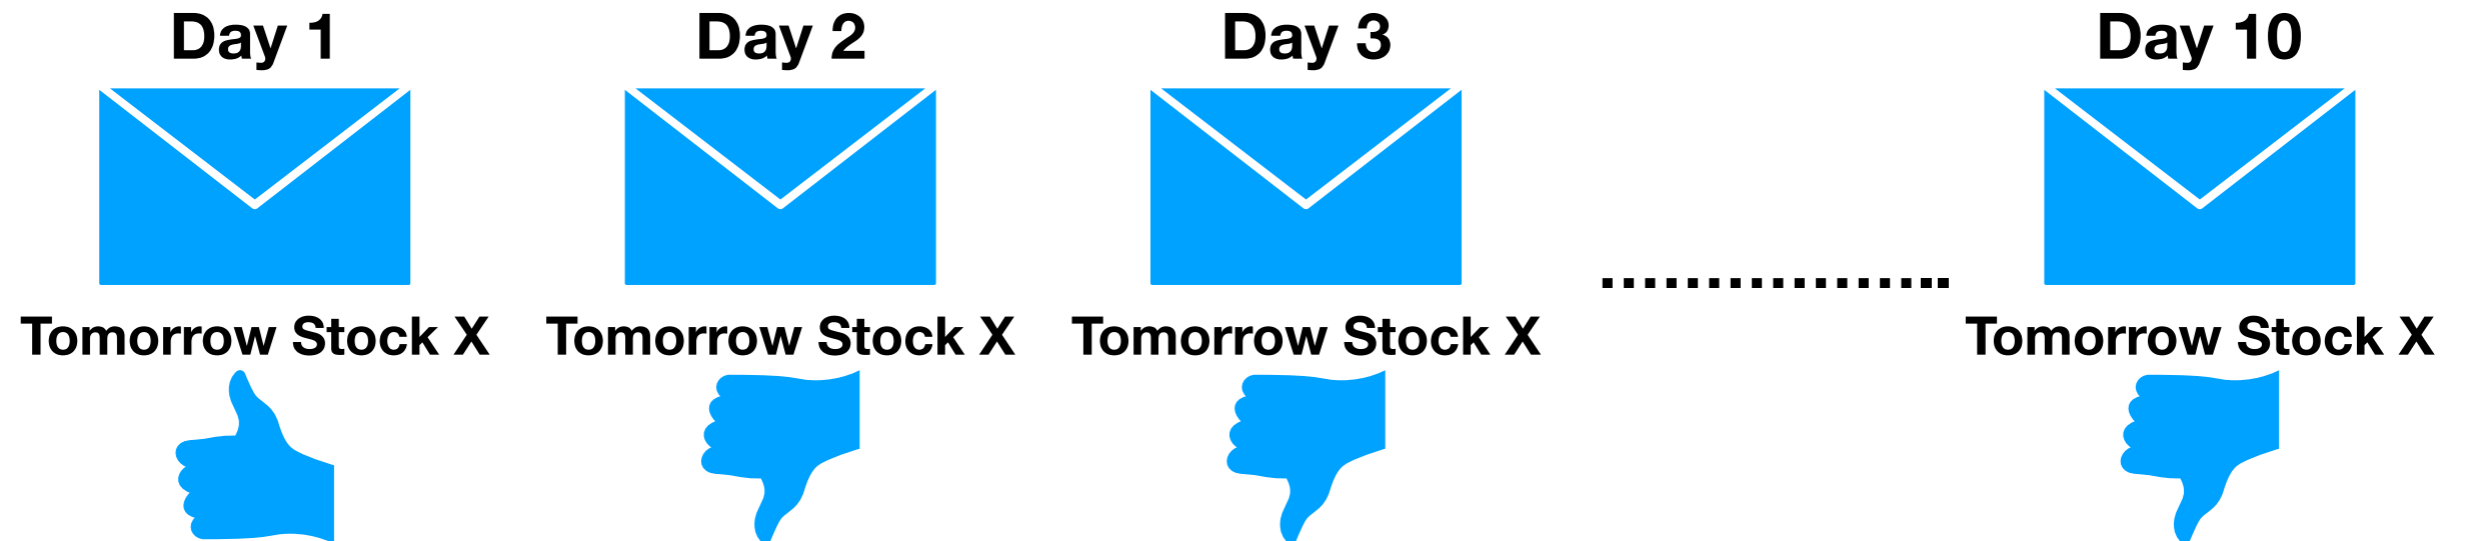 Day 1
Day 2
Day 3
Day 10
..................
Tomorrow Stock X
Tomorrow Stock X
Tomorrow Stock X
Tomorrow Stock X